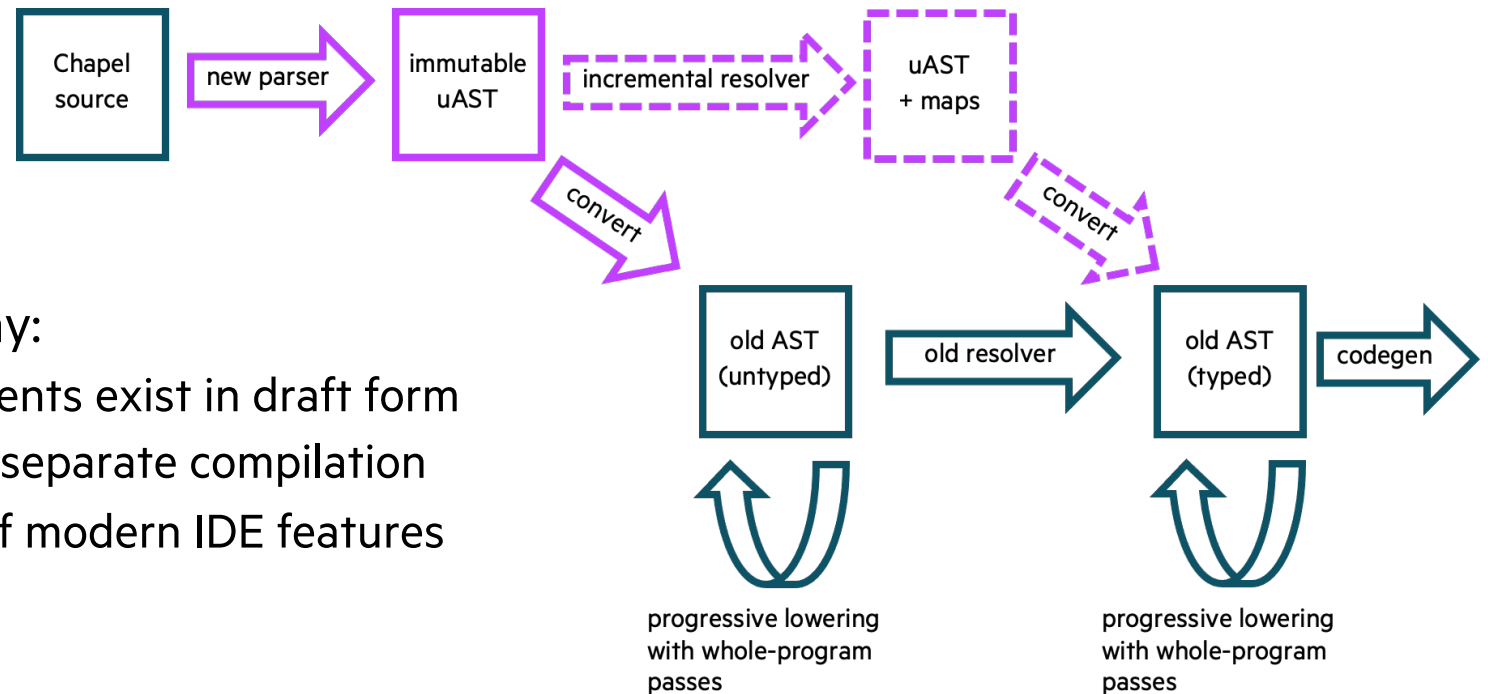 Chapel
source
new parser
immutable
uAST
incremental resolver
uAST
+ maps
convert
convert
old AST
(untyped)
old resolver
old AST
(typed)
codegen
progressive lowering
with whole-program
passes
progressive lowering
with whole-program
passes
y:
ents exist in draft form
separate compilation
f modern IDE features